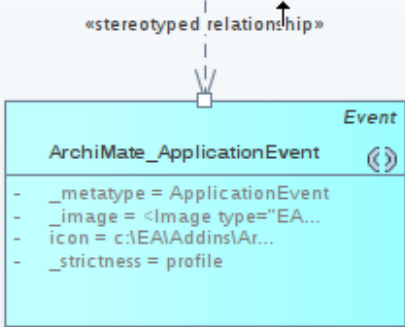 «stereotyped relationship»
Event
ArchiMate_ApplicationEvent
- _metatype = ApplicationEvent
- _image = <Image type="EA...
- icon = c:\EA\Addins\Ar...
- _strictness = profile